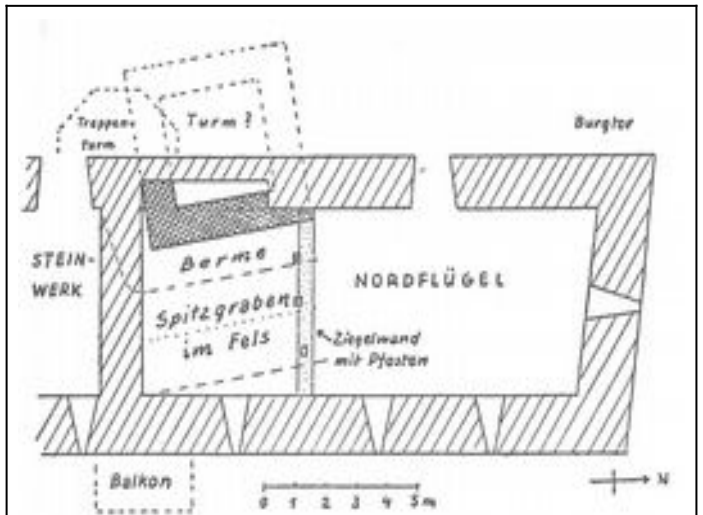 Treppen-
turm
Turm?
Burgtor
STEIN-
WERK
Berme
Spitzgraben
im Fels
NORDFLÜGEL
Ziegelwand
mit Pfosten
Balkon
0 1 2 3 4 5m
N